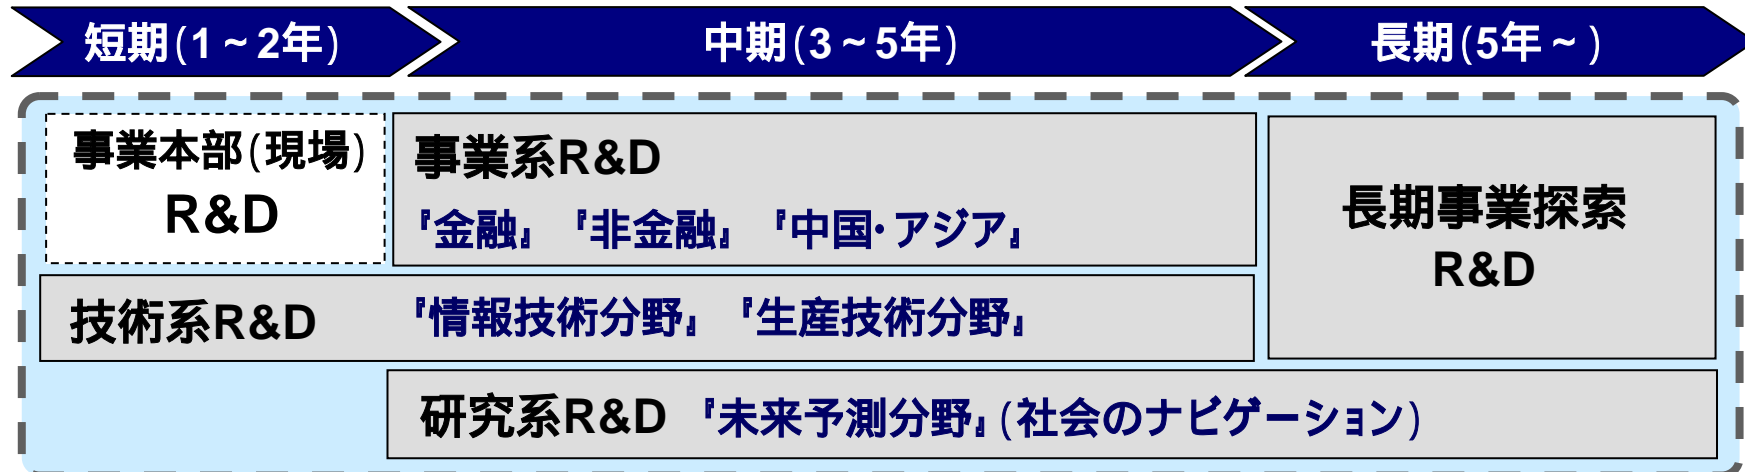 短期(1~2年)
中期(3~5年)
長期(5年~ )
事業本部(現場)
R&D
事業系R&D
『金融』 『非金融』 『中国・アジア』
長期事業探索
R&D
技術系R&D 『情報技術分野』 『生産技術分野』
研究系R&D 『未来予測分野』(社会のナビゲーション)